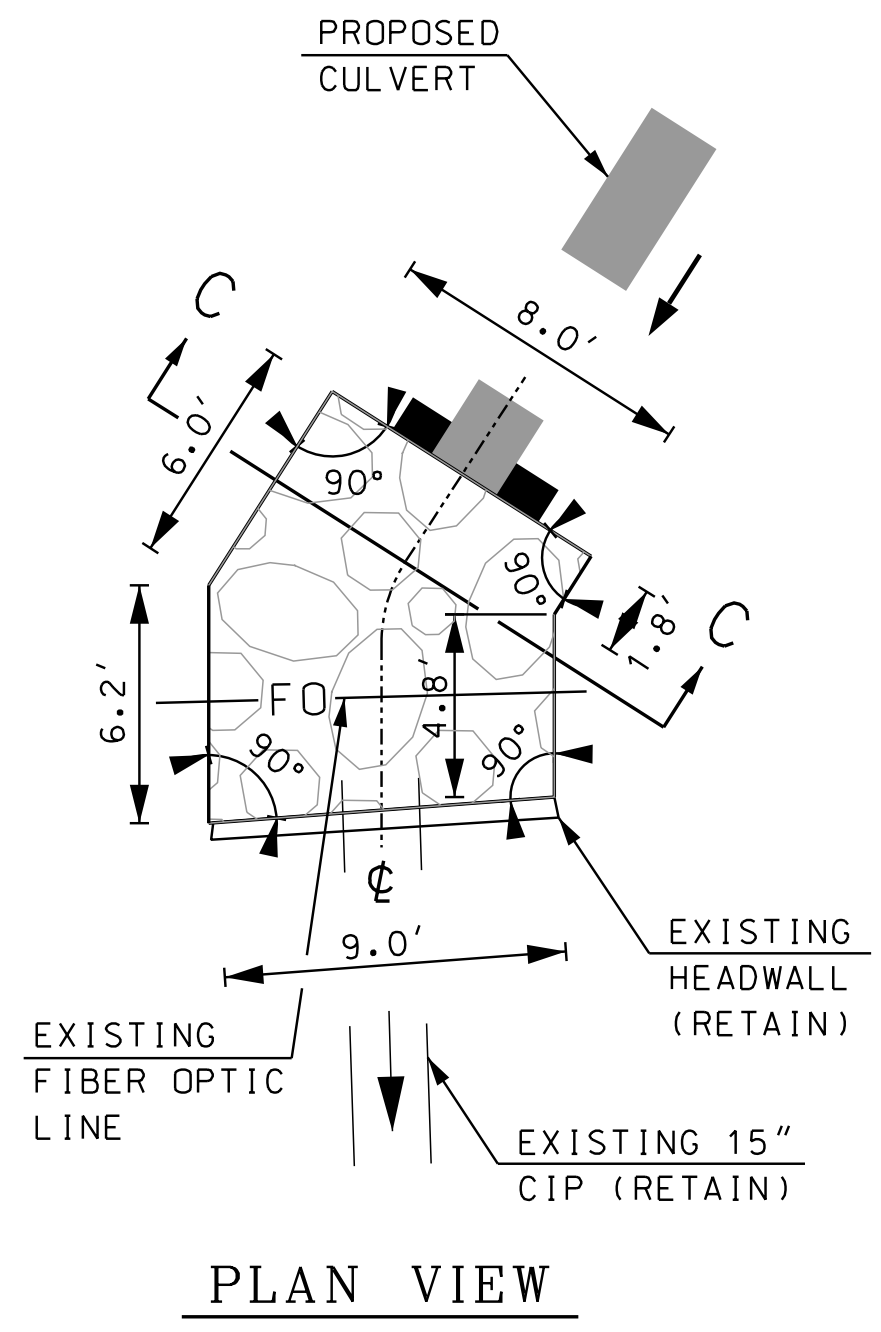 PROPOSED
CULVERT
C
8.0′
6.0′
90°
90°
C
1.8′
6.2′
FO
4.8′
90°
90°
℄
9.0′
EXISTING
HEADWALL
(RETAIN)
EXISTING
FIBER OPTIC
LINE
EXISTING 15″
CIP (RETAIN)
PLAN VIEW